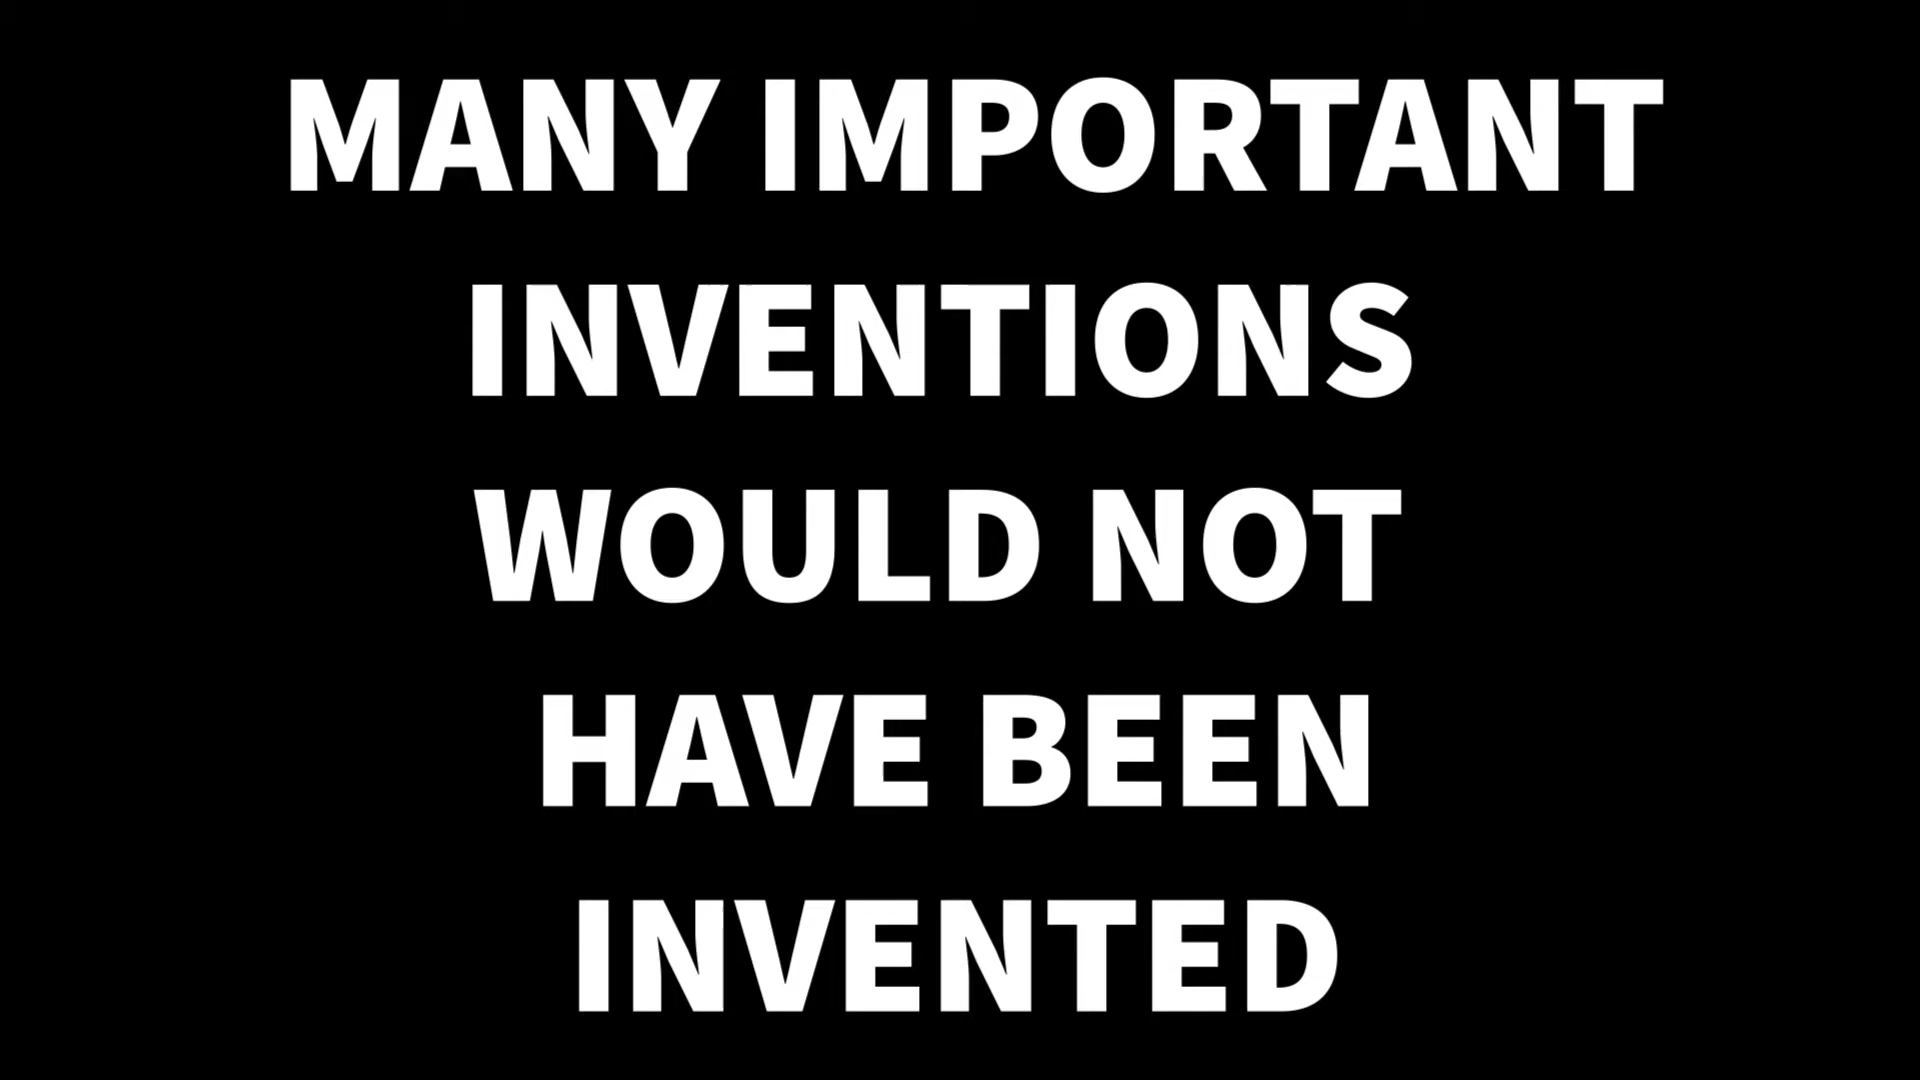 MANY IMPORTANT
INVENTIONS
WOULD NOT
HAVE BEEN
INVENTED